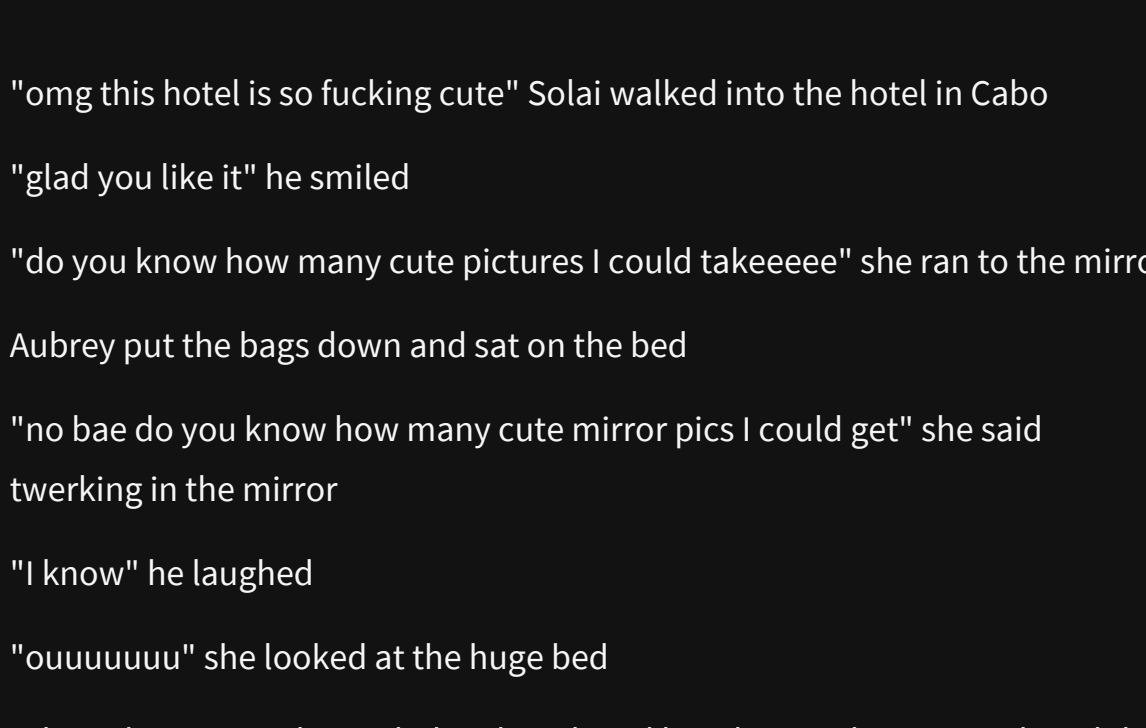 "omg this hotel is so fucking cute" Solai walked into the hotel in Cabo
"glad you like it" he smiled
"do you know how many cute pictures I could takeeeee" she ran to the
Aubrey put the bags down and sat on the bed
"no bae do you know how many cute mirror pics I could get" she said
twerking in the mirror
"I know" he laughed
"ouuuuuuu" she looked at the huge bed